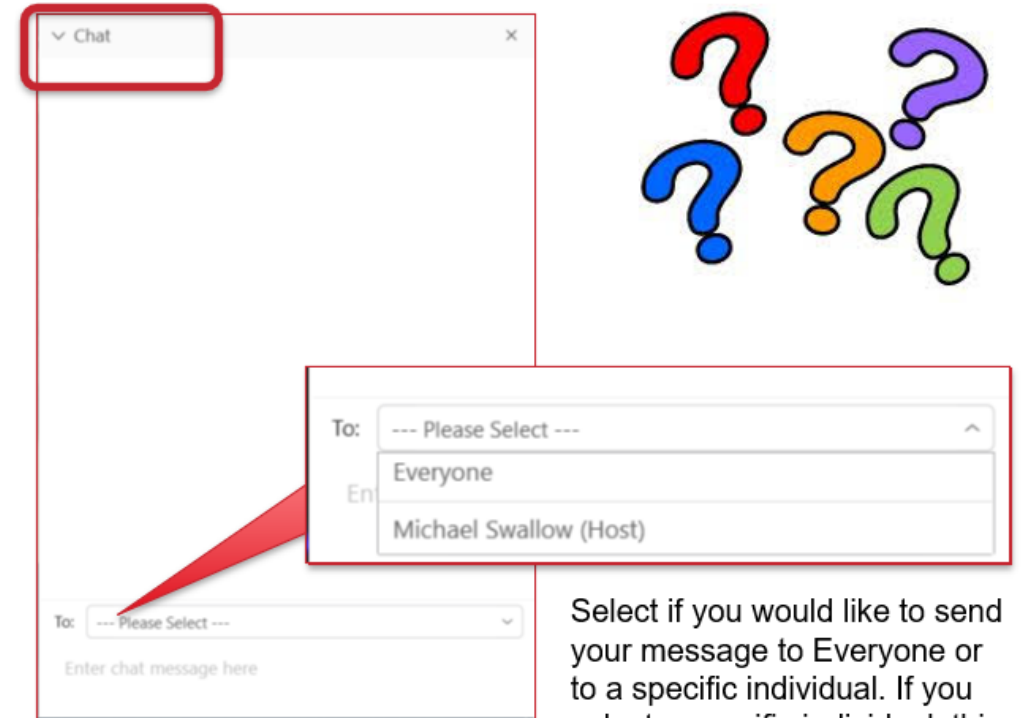 Chat
To: --- Please Select ---
Everyone
En
Michael Swallow (Host)
To: --- Please Select ---
Enter chat message here
Select if you would like to send
your message to Everyone or
to a specific individual. If you